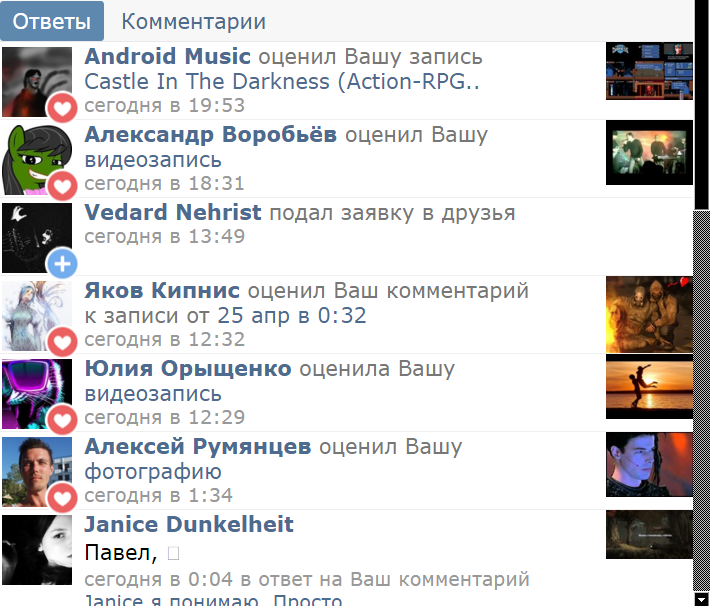 Ответы Комментарии
Android Music оценил Вашу запись
Castle In The Darkness (Action-RPG..
сегодня в 19:53
Александр Воробьёв оценил Вашу
видеозапись
сегодня в 18:31
Vedard Nehrist подал заявку в друзья
сегодня в 13:49
Яков Кипнис оценил Ваш комментарий
к записи от 25 апр в 0:32
сегодня в 12:32
Юлия Орыщенко оценила Вашу
видеозапись
сегодня в 12:29
Алексей Румянцев оценил Вашу
фотографию
сегодня в 1:34
Janice Dunkelheit
Павел,
сегодня в 0:04 в ответ на Ваш комментарий
Janice я понимаю. Просто